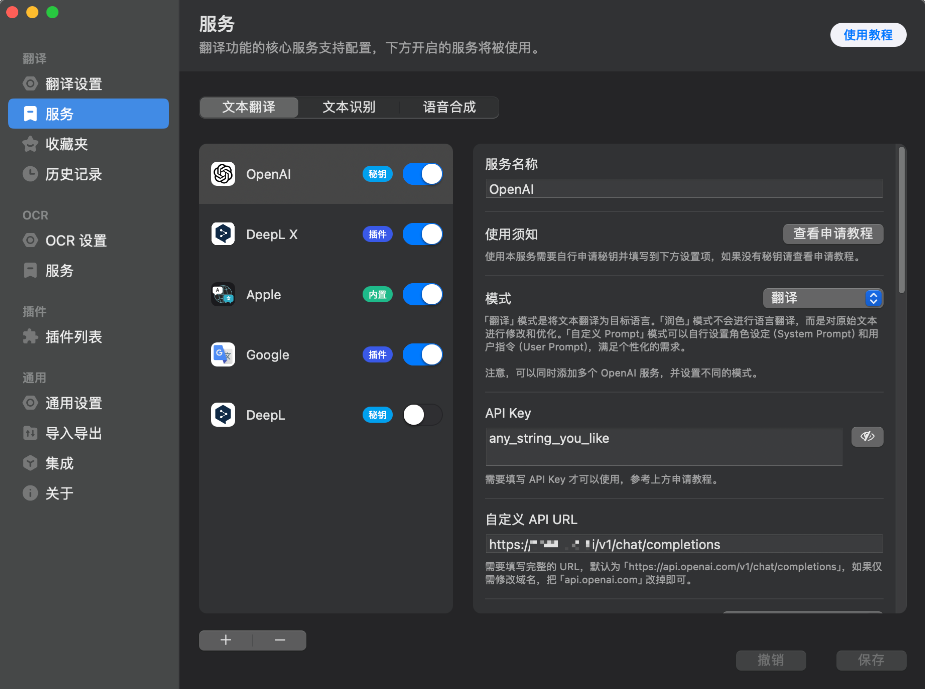 服务
翻译功能的核心服务支持配置，下方开启的服务将被使用。
使用教程
翻译
翻译设置
服务
收藏夹
历史记录
OCR
OCR 设置
服务
插件
插件列表
通用
通用设置
导入导出
集成
关于
文本翻译
文本识别
语音合成
OpenAI
秘钥
DeepL X
插件
Apple
内置
Google
插件
DeepL
秘钥
服务名称
OpenAI
使用须知
查看申请教程
使用本服务需要自行申请秘钥并填写到下方设置项，如果没有秘钥请查看申请教程。
模式
翻译
「翻译」模式是将文本翻译为目标语言。「润色」模式不会进行语言翻译，而是对原始文本
进行修改和优化。「自定义 Prompt」模式可以自行设置角色设定 (System Prompt) 和用
户指令 (User Prompt)，满足个性化的需求。
注意，可以同时添加多个 OpenAI 服务，并设置不同的模式。
API Key
any_string_you_like
需要填写 API Key 才可以使用，参考上方申请教程。
自定义 API URL
https:/ i/v1/chat/completions
需要填写完整的 URL，默认为「https://api.openai.com/v1/chat/completions」，如果仅
需修改域名，把「api.openai.com」改掉即可。
撤销
保存